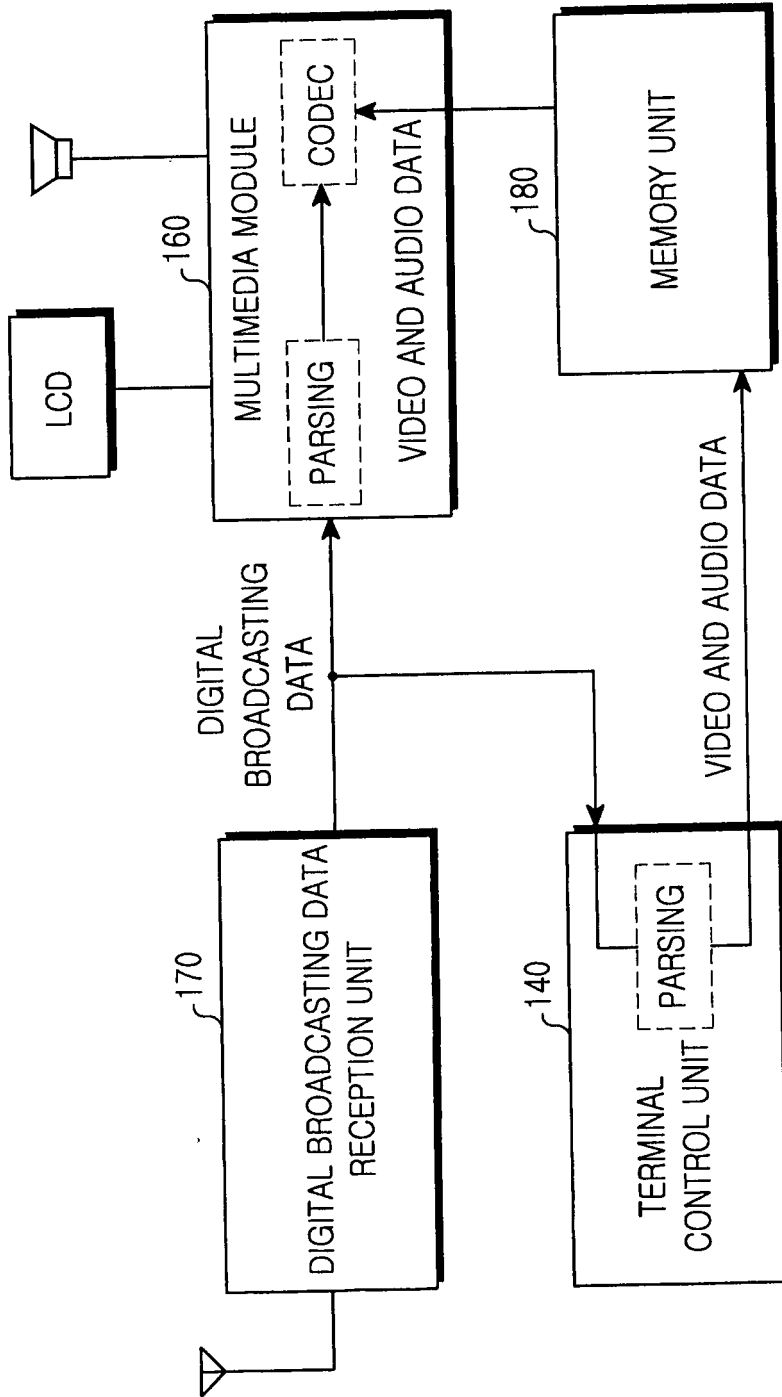 170
DIGITAL BROADCASTING DATA
RECEPTION UNIT
DIGITAL
BROADCASTING
DATA
LCD
160
MULTIMEDIA MODULE
PARSING
CODEC
VIDEO AND AUDIO DATA
140
TERMINAL
CONTROL UNIT
PARSING
VIDEO AND AUDIO DATA
180
MEMORY UNIT